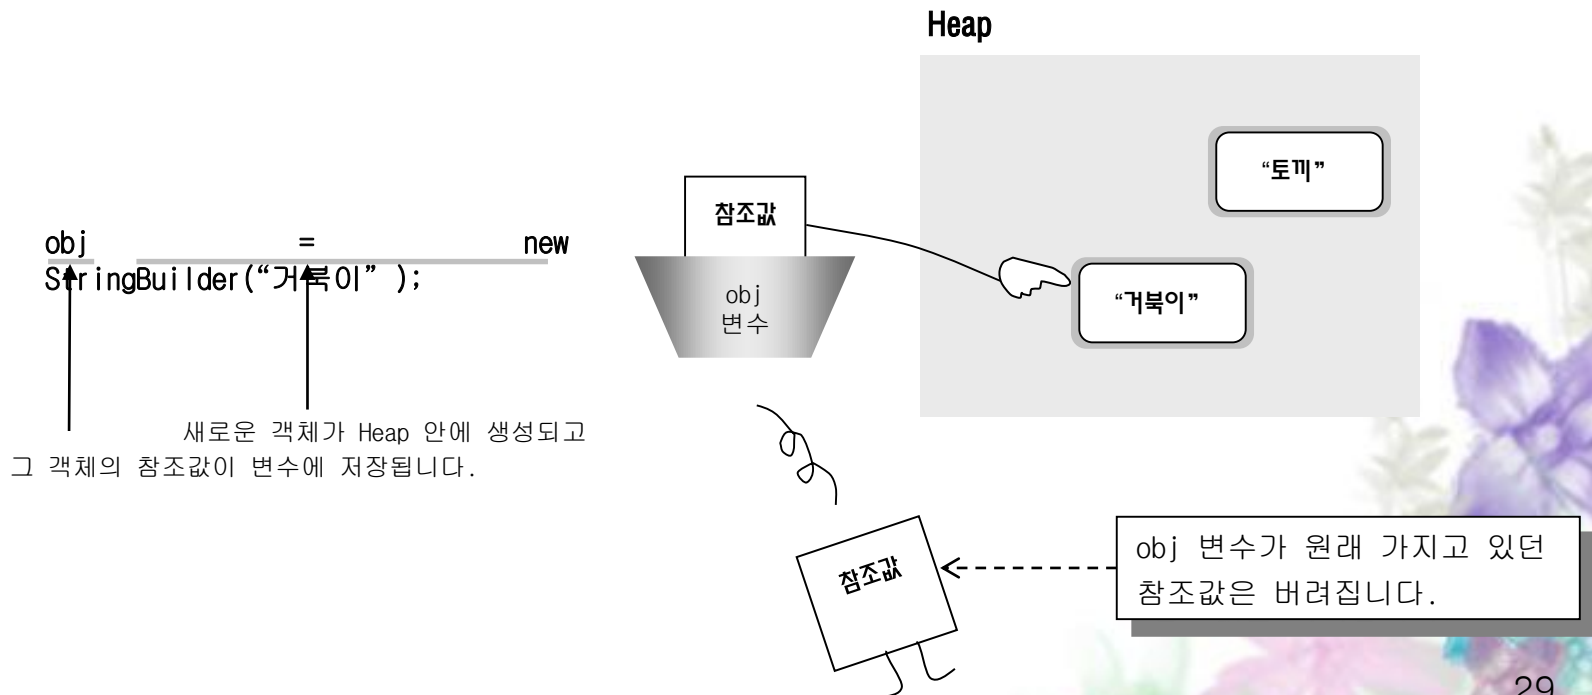 Heap
"토끼"
참조값
obj = new
StringBuilder("거북이" );
obj
변수
"거북이"
새로운 객체가 Heap 안에 생성되고
그 객체의 참조값이 변수에 저장됩니다.
참조값
obj 변수가 원래 가지고 있던
참조값은 버려집니다.
29